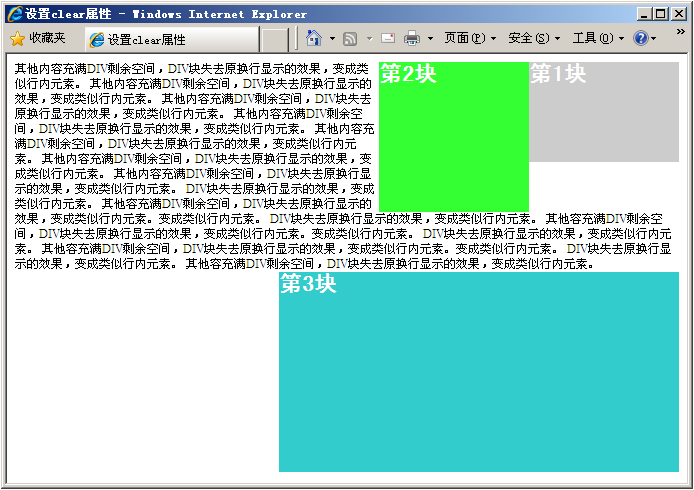 设置clear属性 - Windows Internet Explorer
收藏夹 设置clear属性 页面(P) 安全(S) 工具(O)
第2块 第1块
其他内容充满DIV剩余空间，DIV块失去原换行显示的效果，变成类
似行内元素。 其他内容充满DIV剩余空间，DIV块失去原换行显示的
效果，变成类似行内元素。 其他内容充满DIV剩余空间，DIV块失去
原换行显示的效果，变成类似行内元素。 其他内容充满DIV剩余空
间，DIV块失去原换行显示的效果，变成类似行内元素。 其他内容充
满DIV剩余空间，DIV块失去原换行显示的效果，变成类似行内元
素。 其他内容充满DIV剩余空间，DIV块失去原换行显示的效果，变
成类似行内元素。 其他内容充满DIV剩余空间，DIV块失去原换行显
示的效果，变成类似行内元素。 DIV块失去原换行显示的效果，变成
类似行内元素。 其他内容充满DIV剩余空间，DIV块失去原换行显示
的效果，变成类似行内元素。变成类似行内元素。 DIV块失去原换行显示的效果，变成类似行内元素。 其他内容充满DIV剩余空
间，DIV块失去原换行显示的效果，变成类似行内元素。变成类似行内元素。 DIV块失去原换行显示的效果，变成类似行内元
素。 其他内容充满DIV剩余空间，DIV块失去原换行显示的效果，变成类似行内元素。变成类似行内元素。 DIV块失去原换行显
示的效果，变成类似行内元素。 其他内容充满DIV剩余空间，DIV块失去原换行显示的效果，变成类似行内元素。
第3块